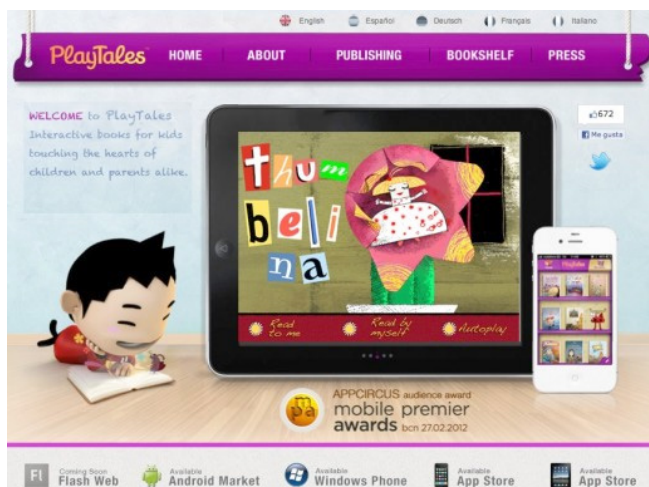 English Español Deutsch Français Italiano
PlayTales HOME ABOUT PUBLISHING BOOKSHELF PRESS
WELCOME to PlayTales
Interactive books for kids
touching the hearts of
children and parents alike.
672
Me gusta
thum
beli
na
Read to me
Read by myself
Autoplay
PlayTales
APPCIRCUS audience award
mobile premier
awards bcn 27.02.2012
Coming Soon
Flash Web
Available
Android Market
Available
Windows Phone
Available
App Store
Available
App Store